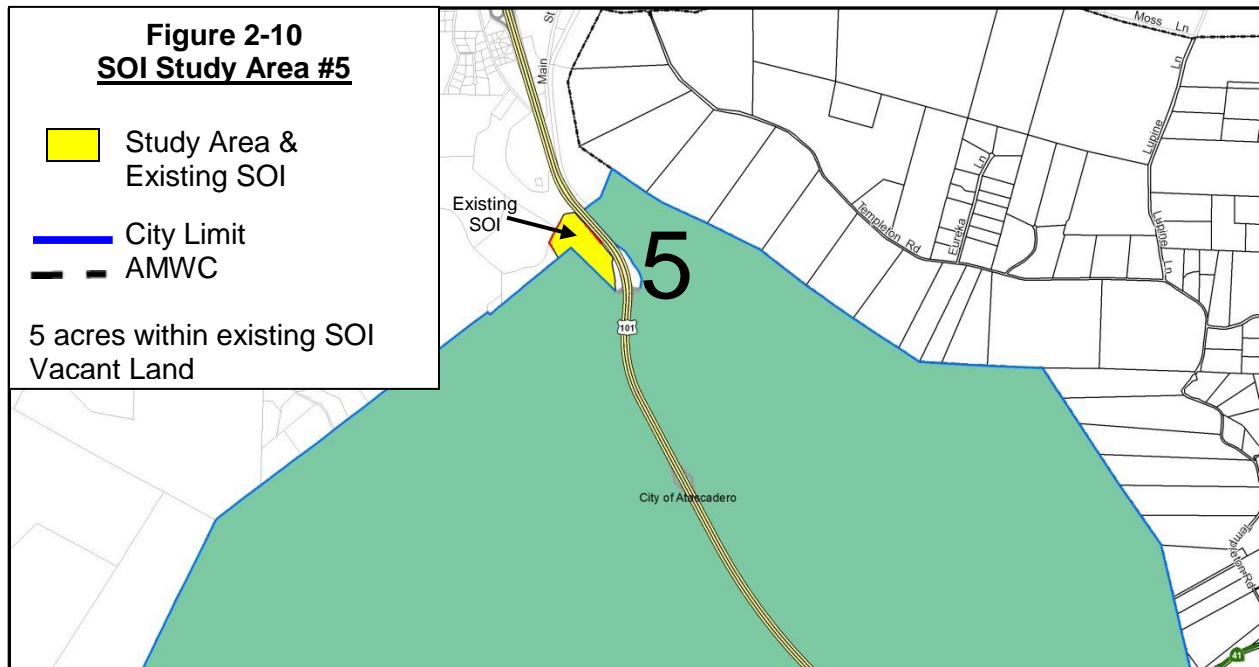 Figure 2-10
SOI Study Area #5
Study Area &
Existing SOI
City Limit
AMWC
5 acres within existing SOI
Vacant Land
Main
St
Moss Ln
Lupine
Ln
Eureka
Ln
Templeton Rd
Lupine
Ln
Existing
SOI
5
101
City of Atascadero
Templeton Rd
41